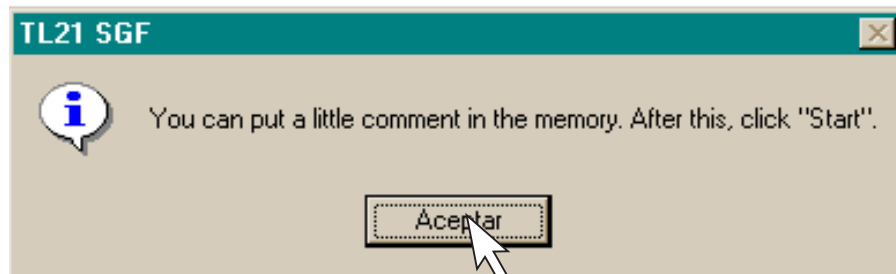 TL21 SGF
You can put a little comment in the memory. After this, click "Start".
Aceptar